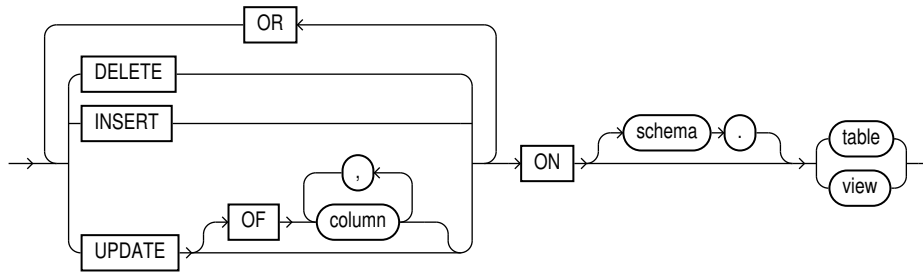 OR
DELETE
INSERT
schema .
table
ON
view
,
OF column
UPDATE